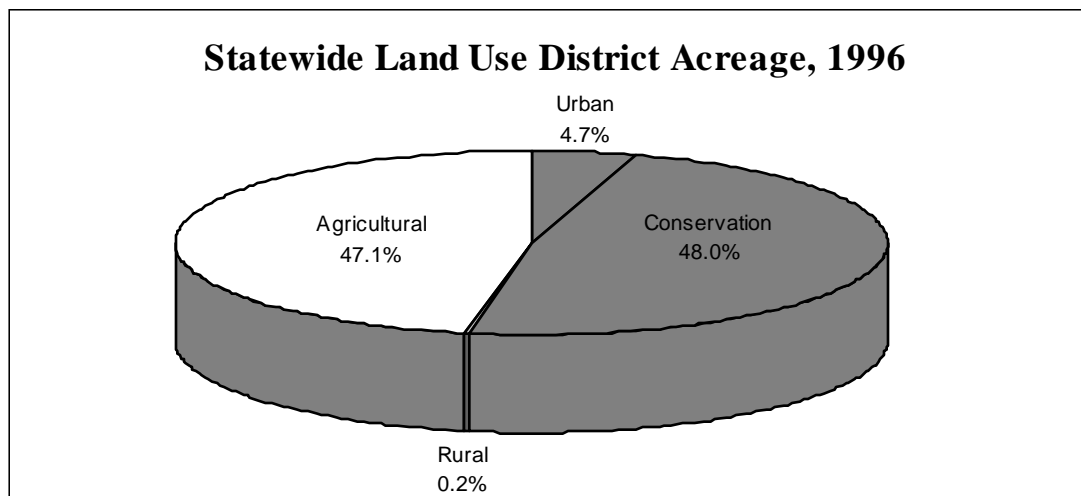 Statewide Land Use District Acreage, 1996
Urban
4.7%
Agricultural
47.1%
Conservation
48.0%
Rural
0.2%